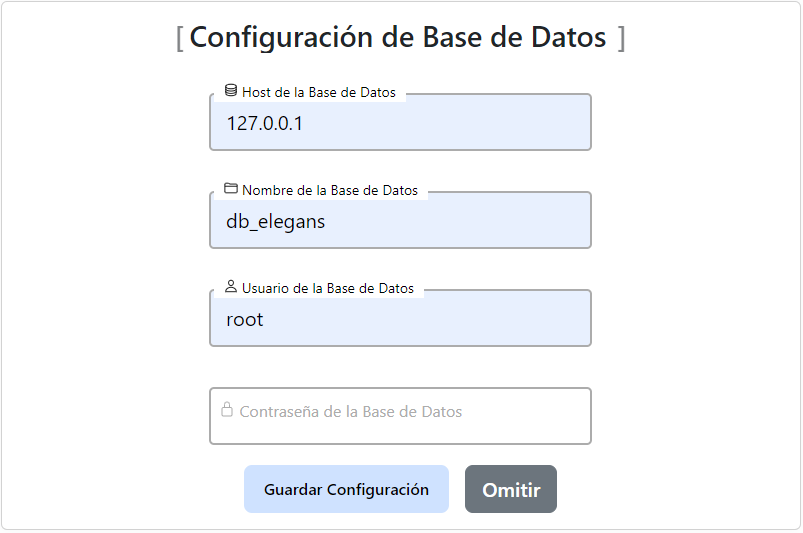 [ Configuración de Base de Datos ]
Host de la Base de Datos
127.0.0.1
Nombre de la Base de Datos
db_elegans
Usuario de la Base de Datos
root
Contraseña de la Base de Datos
Guardar Configuración Omitir